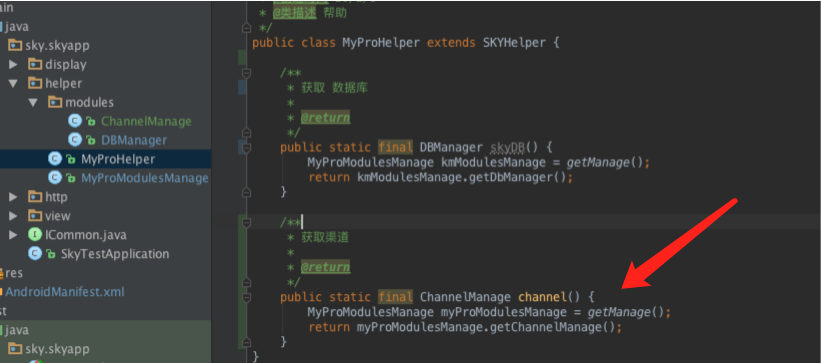 ain
java
sky.skyapp
display
helper
modules
ChannelManage
DBManager
MyProHelper
MyProModulesManage
http
view
ICommon.java
SkyTestApplication
res
AndroidManifest.xml
st
java
sky.skyapp
* @类描述 帮助
*/
public class MyProHelper extends SKYHelper {
/**
* 获取 数据库
*
* @return
*/
public static final DBManager skyDB() {
MyProModulesManage kmModulesManage = getManage();
return kmModulesManage.getDbManager();
}
/**
* 获取渠道
*
* @return
*/
public static final ChannelManage channel() {
MyProModulesManage myProModulesManage = getManage();
return myProModulesManage.getChannelManage();
}
}